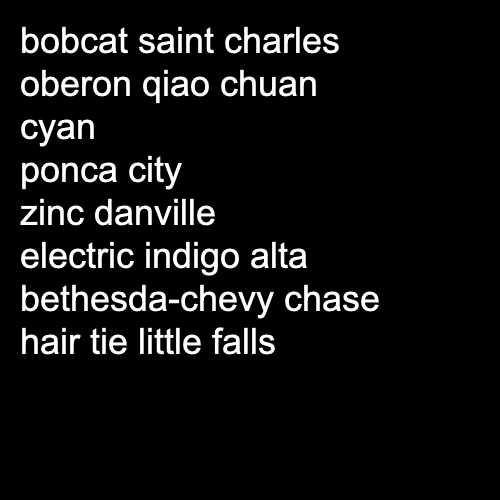 bobcat saint charles
oberon qiao chuan
cyan
ponca city
zinc danville
electric indigo alta
bethesda-chevy chase
hair tie little falls